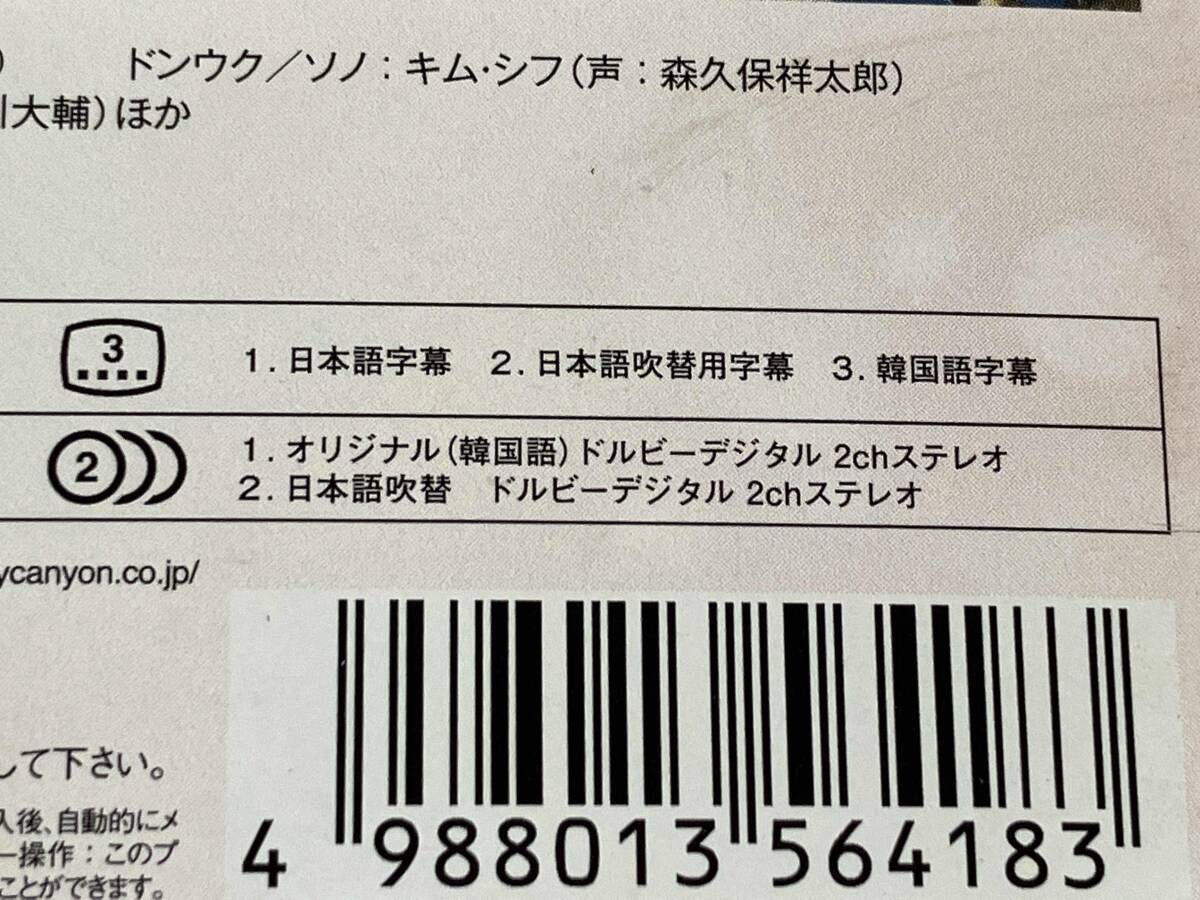 ) ドンウク／ソノ：キム・シフ（声：森久保祥太郎）
川大輔）ほか
3 1. 日本語字幕 2. 日本語吹替用字幕 3. 韓国語字幕
2 1. オリジナル（韓国語）ドルビーデジタル 2chステレオ
2. 日本語吹替 ドルビーデジタル 2chステレオ
ycanyon.co.jp/
して下さい。
入後、自動的にメ
ー操作：このプ
ことができます。
4 988013 564183